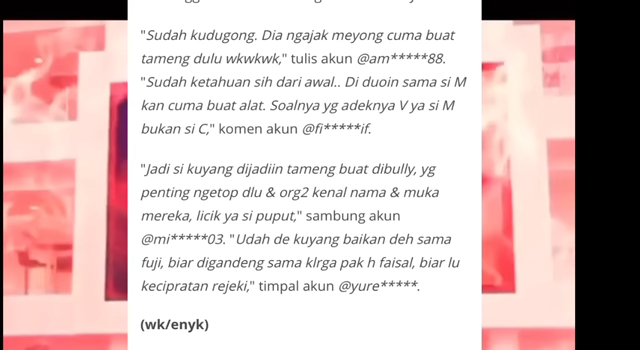 "Sudah kudugong. Dia ngajak meyong cuma buat
tameng dulu wkwkwk," tulis akun @am*****88.
"Sudah ketahuan sih dari awal.. Di duoin sama si M
kan cuma buat alat. Soalnya yg adeknya V ya si M
bukan si C," komen akun @fi*****if.
"Jadi si kuyang dijadiin tameng buat dibully, yg
penting ngetop dlu & org2 kenal nama & muka
mereka, licik ya si puput," sambung akun
@mi*****03. "Udah de kuyang baikan deh sama
fuji, biar digandeng sama klrga pak h faisal, biar lu
kecipratan rejeki," timpal akun @yure*****.
(wk/enyk)